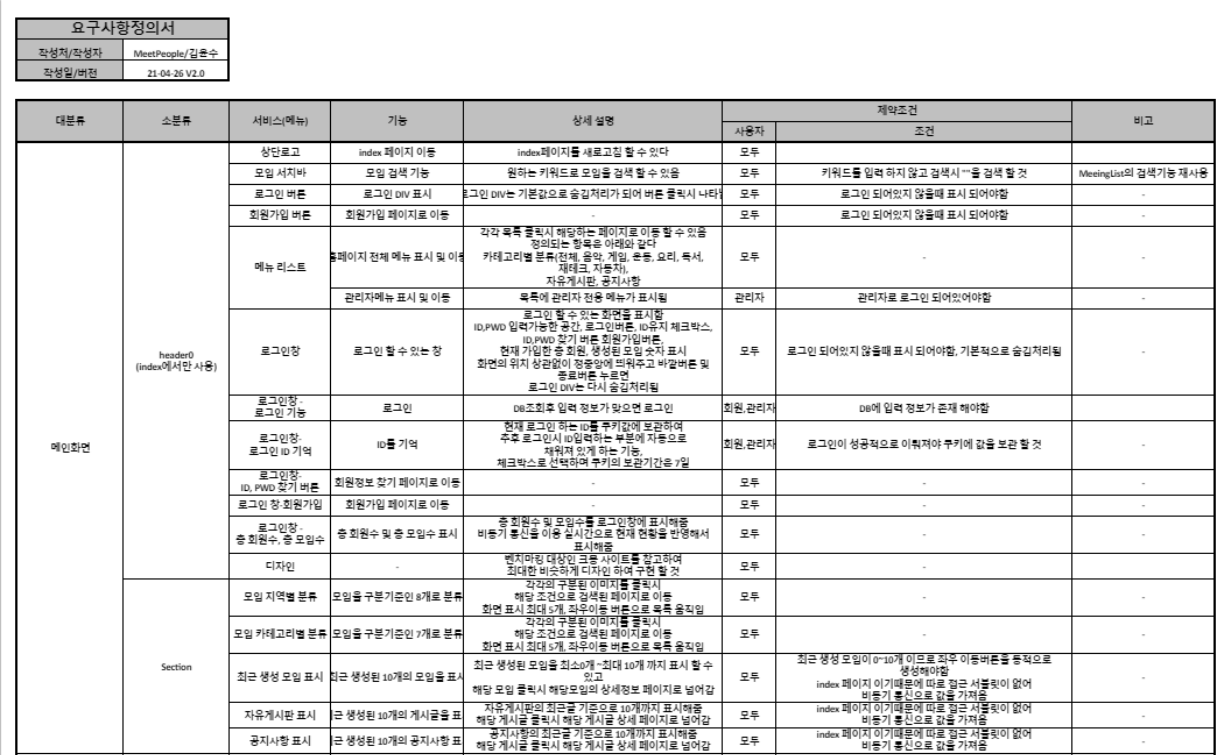 요구사항정의서
작성처/작성자 MeetPeople/김윤수
작성일/버전 21-04-26 V2.0
대분류 소분류 서비스(메뉴) 기능 상세 설명 제약조건 비고
사용자 조건
메인화면
header0
(index에서만 사용)
상단로고 index 페이지 이동 index페이지를 새로고침 할 수 있다 모두
모임 서치바 모임 검색 기능 원하는 키워드로 모임을 검색 할 수 있음 모두 키워드를 입력 하지 않고 검색시 ""을 검색 할 것 MeeingList의 검색기능 재사용
로그인 버튼 로그인 DIV 표시 로그인 DIV는 기본값으로 숨김처리가 되어 버튼 클릭시 나타 모두 로그인 되어있지 않을때 표시 되어야함 -
회원가입 버튼 회원가입 페이지로 이동 - 모두 로그인 되어있지 않을때 표시 되어야함 -
메뉴 리스트
홈페이지 전체 메뉴 표시 및 이동
각각 목록 클릭시 해당하는 페이지로 이동 할 수 있음
정의되는 항목은 아래와 같다
카테고리별 분류(전체, 음악, 게임, 운동, 요리, 독서,
재테크, 자동차),
자유게시판, 공지사항
모두 - -
관리자메뉴 표시 및 이동 목록에 관리자 전용 메뉴가 표시됨 관리자 관리자로 로그인 되어있어야함 -
로그인창 로그인 할 수 있는 창
로그인 할 수 있는 화면을 표시함
ID,PWD 입력가능한 공간, 로그인버튼, ID유지 체크박스,
ID,PWD 찾기 버튼 회원가입버튼,
현재 가입한 총 회원, 생성된 모임 숫자 표시
화면의 위치 상관없이 정중앙에 띄워주고 바깥버튼 및
종료버튼 누르면
로그인 DIV는 다시 숨김처리됨
모두 로그인 되어있지 않을때 표시 되어야함, 기본적으로 숨김처리됨 -
로그인창-
로그인 기능
로그인 DB조회후 입력 정보가 맞으면 로그인 회원,관리자 DB에 입력 정보가 존재 해야함 -
로그인창-
로그인 ID 기억
ID를 기억
현재 로그인 하는 ID를 쿠키값에 보관하여
추후 로그인시 ID입력하는 부분에 자동으로
채워져 있게 하는 기능,
체크박스로 선택하며 쿠키의 보관기간은 7일
회원,관리자 로그인이 성공적으로 이뤄져야 쿠키에 값을 보관 할 것 -
로그인창-
ID, PWD 찾기 버튼
회원정보 찾기 페이지로 이동 - 모두 - -
로그인 창-회원가입 회원가입 페이지로 이동 - 모두 - -
로그인창 -
총 회원수, 총 모임수
총 회원수 및 총 모임수 표시
총 회원수 및 모임수를 로그인창에 표시해줌
비동기 통신을 이용 실시간으로 현재 현황을 반영해서
표시해줌
모두 - -
디자인 -
벤치마킹 대상인 크몽 사이트를 참고하여
최대한 비슷하게 디자인 하여 구현 할 것
모두 - -
Section
모임 지역별 분류 모임을 구분기준인 8개로 분류
각각의 구분된 이미지를 클릭시
해당 조건으로 검색된 페이지로 이동
화면 표시 최대 5개, 좌우이동 버튼으로 목록 움직임
모두 - -
모임 카테고리별 분류 모임을 구분기준인 7개로 분류
각각의 구분된 이미지를 클릭시
해당 조건으로 검색된 페이지로 이동
화면 표시 최대 5개, 좌우이동 버튼으로 목록 움직임
모두 - -
최근 생성 모임 표시 최근 생성된 10개의 모임을 표시
최근 생성된 모임을 최소0개 ~최대 10개 까지 표시 할 수
있고
해당 모임 클릭시 해당모임의 상세정보 페이지로 넘어감
모두
최근 생성 모임이 0~10개 이므로 좌우 이동버튼을 동적으로
생성해야함
index 페이지 이기때문에 따로 접근 서블릿이 없어
비동기 통신으로 값을 가져옴
-
자유게시판 표시 근 생성된 10개의 게시글을 표
자유게시판의 최근글 기준으로 10개까지 표시해줌
해당 게시글 클릭시 해당 게시글 상세 페이지로 넘어감
모두
index 페이지 이기때문에 따로 접근 서블릿이 없어
비동기 통신으로 값을 가져옴
-
공지사항 표시 근 생성된 10개의 공지사항 표
공지사항의 최근글 기준으로 10개까지 표시해줌
해당 게시글 클릭시 해당 게시글 상세 페이지로 넘어감
모두
index 페이지 이기때문에 따로 접근 서블릿이 없어
비동기 통신으로 값을 가져옴
-